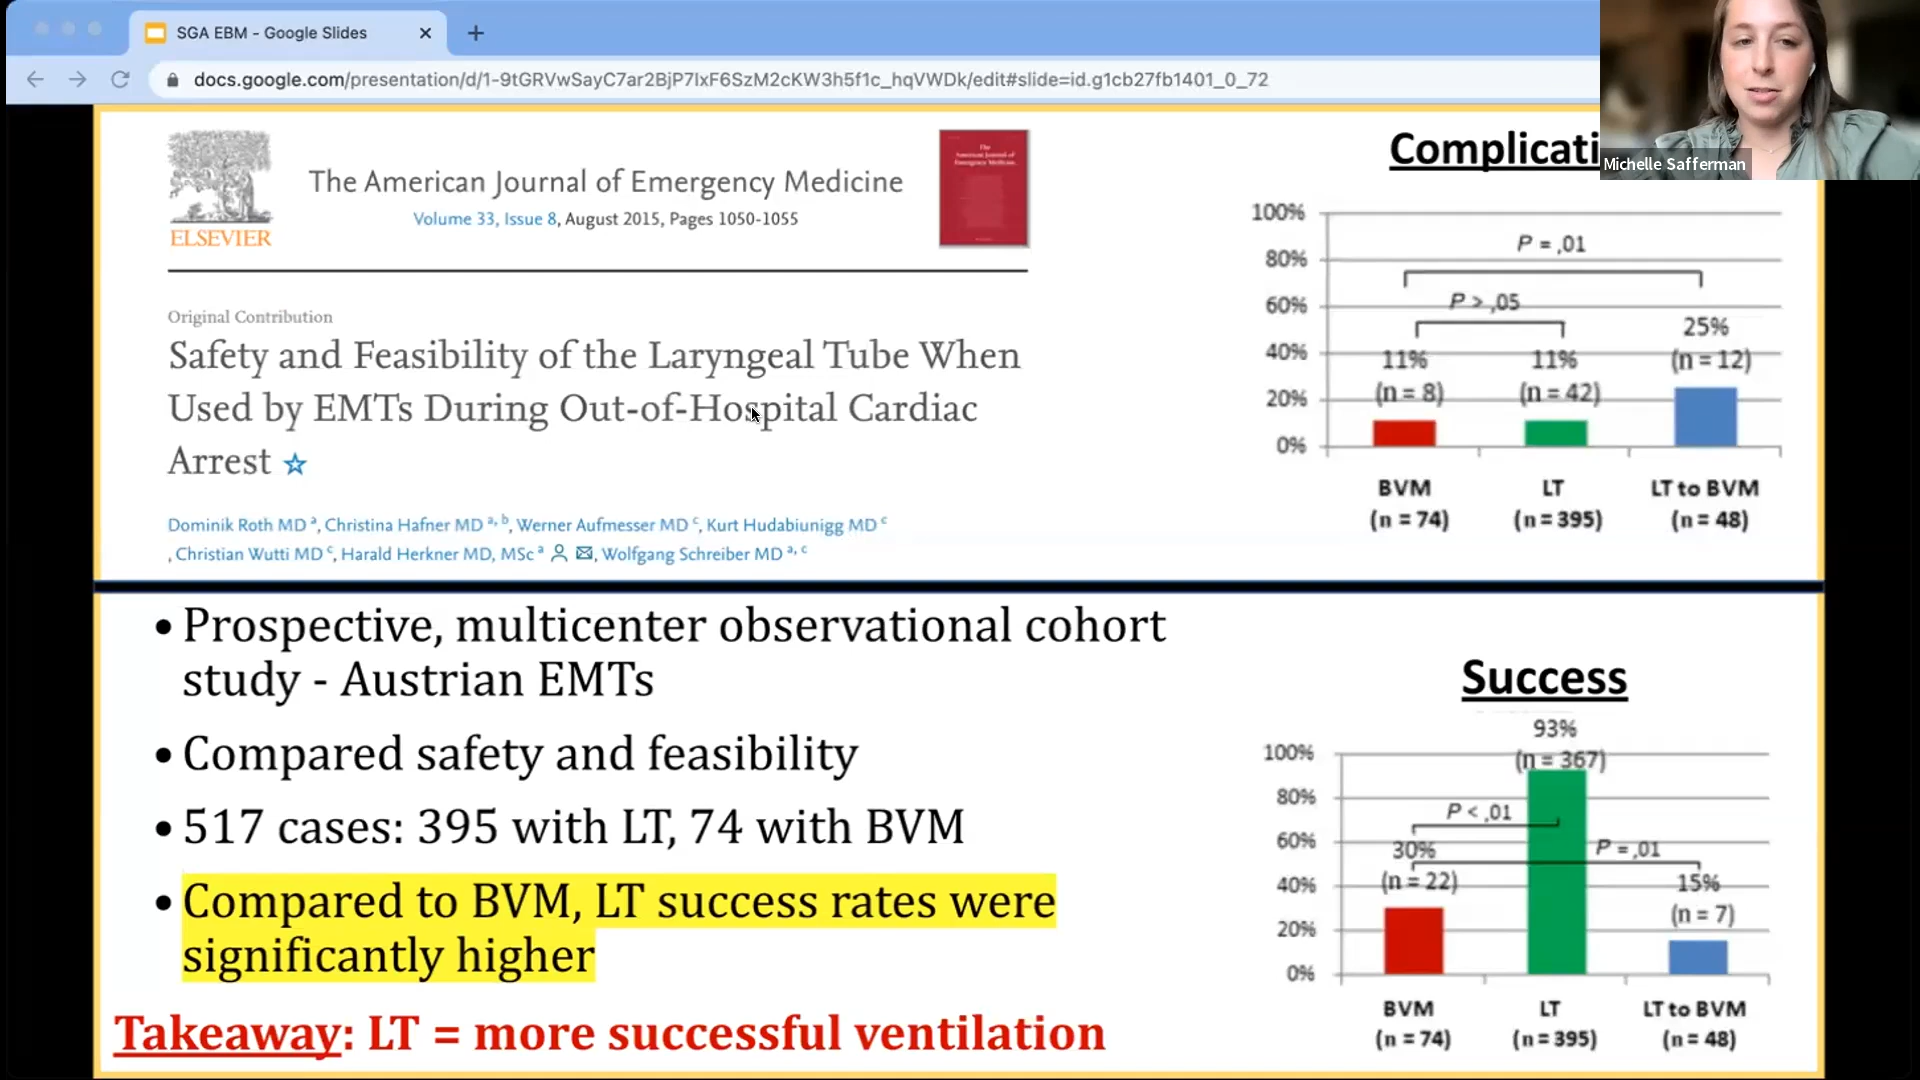 SGA EBM - Google Slides
docs.google.com/presentation/d/1-9tGRVwSayC7ar2BjP7lxF6SzM2cKW3h5f1c_hqVWDk/edit#slide=id.g1cb27fb1401_0_72
Michelle Safferman
ELSEVIER
The American Journal of Emergency Medicine
Volume 33, Issue 8, August 2015, Pages 1050-1055
The
American Journal of
Emergency Medicine
Original Contribution
Safety and Feasibility of the Laryngeal Tube When
Used by EMTs During Out-of-Hospital Cardiac
Arrest
Dominik Roth MD a, Christina Hafner MD a, b, Werner Aufmesser MD c, Kurt Hudabiunigg MD c
, Christian Wutti MD c, Harald Herkner MD, MSc a, Wolfgang Schreiber MD a, c
Complicati
100%
80%
60%
40%
20%
0%
P = ,01
P > ,05
11%
(n = 8)
11%
(n = 42)
25%
(n = 12)
BVM
(n = 74)
LT
(n = 395)
LT to BVM
(n = 48)
• Prospective, multicenter observational cohort
study - Austrian EMTs
• Compared safety and feasibility
• 517 cases: 395 with LT, 74 with BVM
• Compared to BVM, LT success rates were
significantly higher
Takeaway: LT = more successful ventilation
Success
100%
80%
60%
40%
20%
0%
93%
(n = 367)
P < ,01
P = ,01
30%
(n = 22)
15%
(n = 7)
BVM
(n = 74)
LT
(n = 395)
LT to BVM
(n = 48)